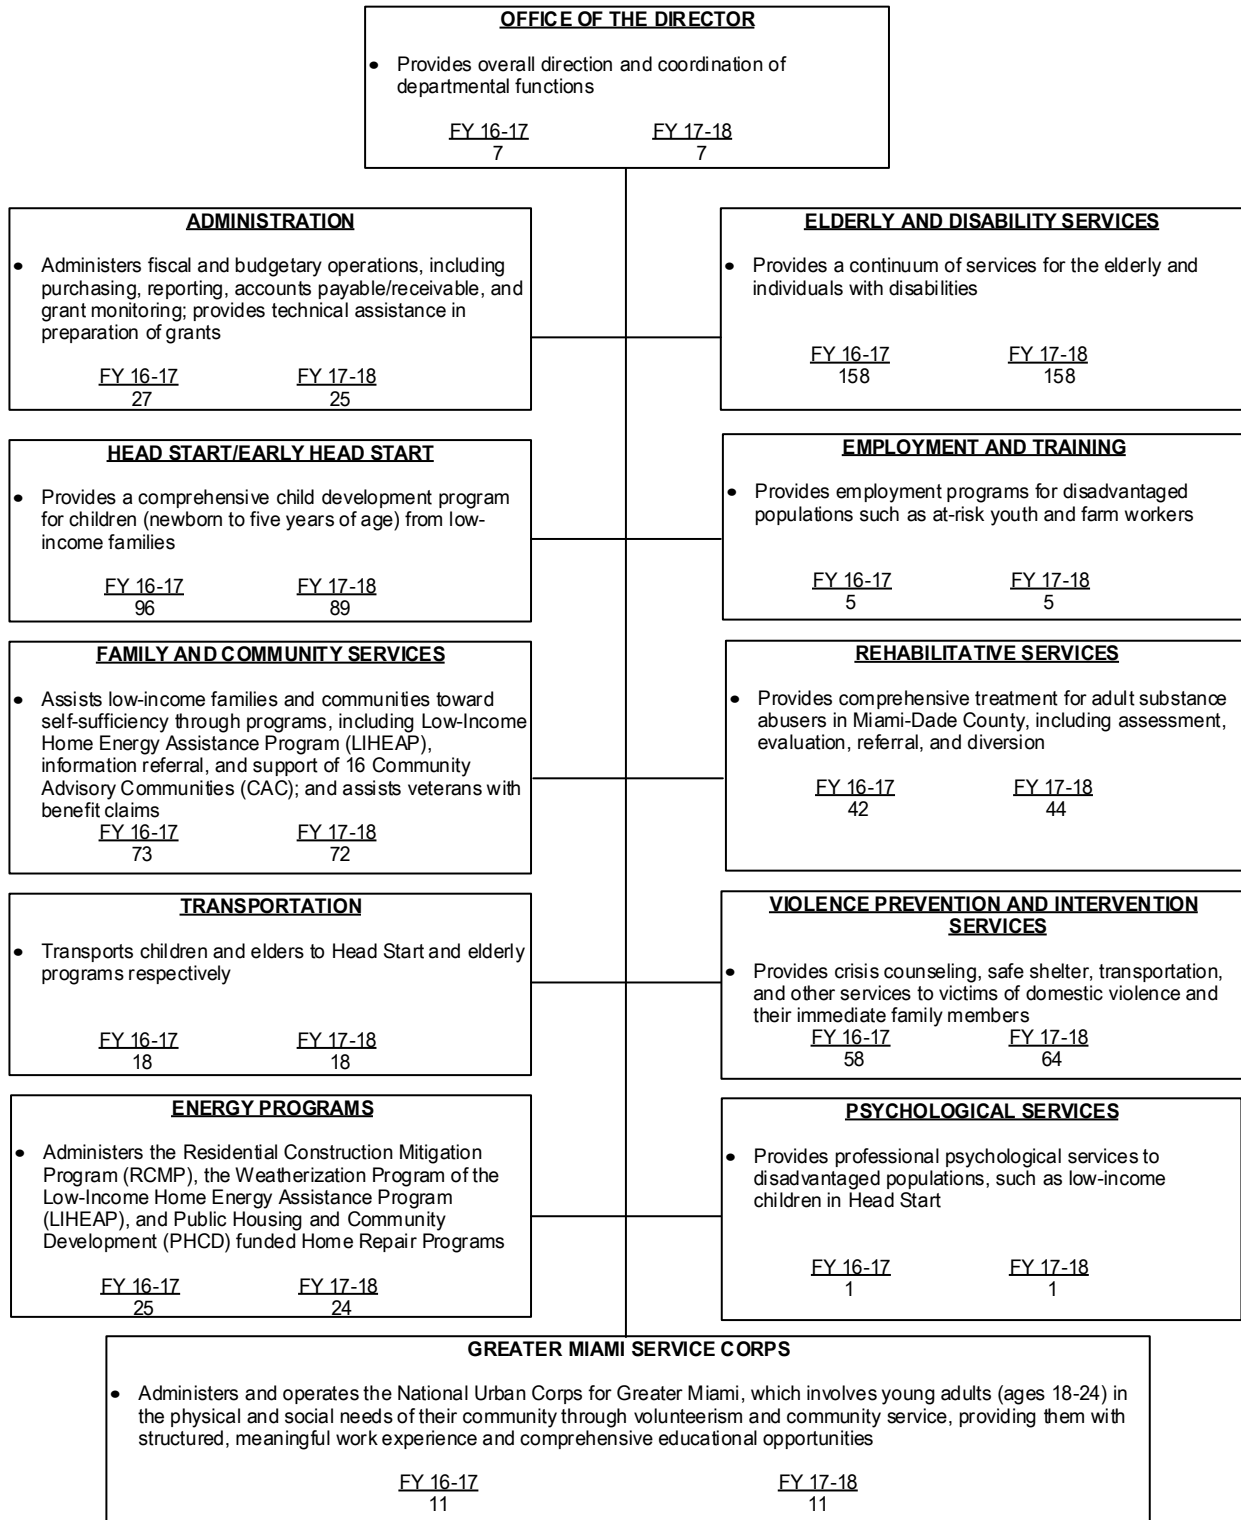 OFFICE OF THE DIRECTOR
• Provides overall direction and coordination of
departmental functions
FY 16-17 FY 17-18
7 7
ADMINISTRATION
• Administers fiscal and budgetary operations, including
purchasing, reporting, accounts payable/receivable, and
grant monitoring; provides technical assistance in
preparation of grants
FY 16-17 FY 17-18
27 25
ELDERLY AND DISABILITY SERVICES
• Provides a continuum of services for the elderly and
individuals with disabilities
FY 16-17 FY 17-18
158 158
HEAD START/EARLY HEAD START
• Provides a comprehensive child development program
for children (newborn to five years of age) from low-
income families
FY 16-17 FY 17-18
96 89
EMPLOYMENT AND TRAINING
• Provides employment programs for disadvantaged
populations such as at-risk youth and farm workers
FY 16-17 FY 17-18
5 5
FAMILY AND COMMUNITY SERVICES
• Assists low-income families and communities toward
self-sufficiency through programs, including Low-Income
Home Energy Assistance Program (LIHEAP),
information referral, and support of 16 Community
Advisory Communities (CAC); and assists veterans with
benefit claims
FY 16-17 FY 17-18
73 72
REHABILITATIVE SERVICES
• Provides comprehensive treatment for adult substance
abusers in Miami-Dade County, including assessment,
evaluation, referral, and diversion
FY 16-17 FY 17-18
42 44
TRANSPORTATION
• Transports children and elders to Head Start and elderly
programs respectively
FY 16-17 FY 17-18
18 18
VIOLENCE PREVENTION AND INTERVENTION
SERVICES
• Provides crisis counseling, safe shelter, transportation,
and other services to victims of domestic violence and
their immediate family members
FY 16-17 FY 17-18
58 64
ENERGY PROGRAMS
• Administers the Residential Construction Mitigation
Program (RCMP), the Weatherization Program of the
Low-Income Home Energy Assistance Program
(LIHEAP), and Public Housing and Community
Development (PHCD) funded Home Repair Programs
FY 16-17 FY 17-18
25 24
PSYCHOLOGICAL SERVICES
• Provides professional psychological services to
disadvantaged populations, such as low-income
children in Head Start
FY 16-17 FY 17-18
1 1
GREATER MIAMI SERVICE CORPS
• Administers and operates the National Urban Corps for Greater Miami, which involves young adults (ages 18-24) in
the physical and social needs of their community through volunteerism and community service, providing them with
structured, meaningful work experience and comprehensive educational opportunities
FY 16-17 FY 17-18
11 11